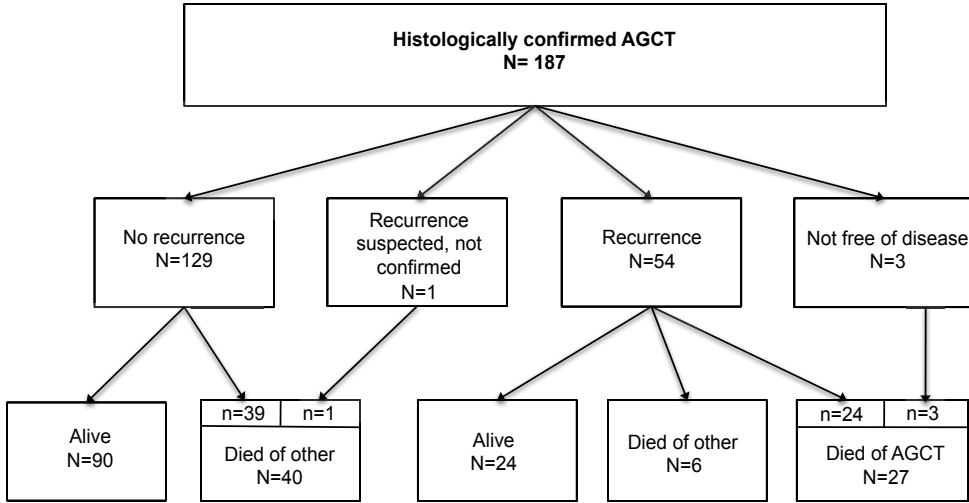 Histologically confirmed AGCT
N= 187
No recurrence
N=129
Recurrence
suspected, not
confirmed
N=1
Recurrence
N=54
Not free of disease
N=3
Alive
N=90
n=39
n=1
Died of other
N=40
Alive
N=24
Died of other
N=6
n=24
n=3
Died of AGCT
N=27